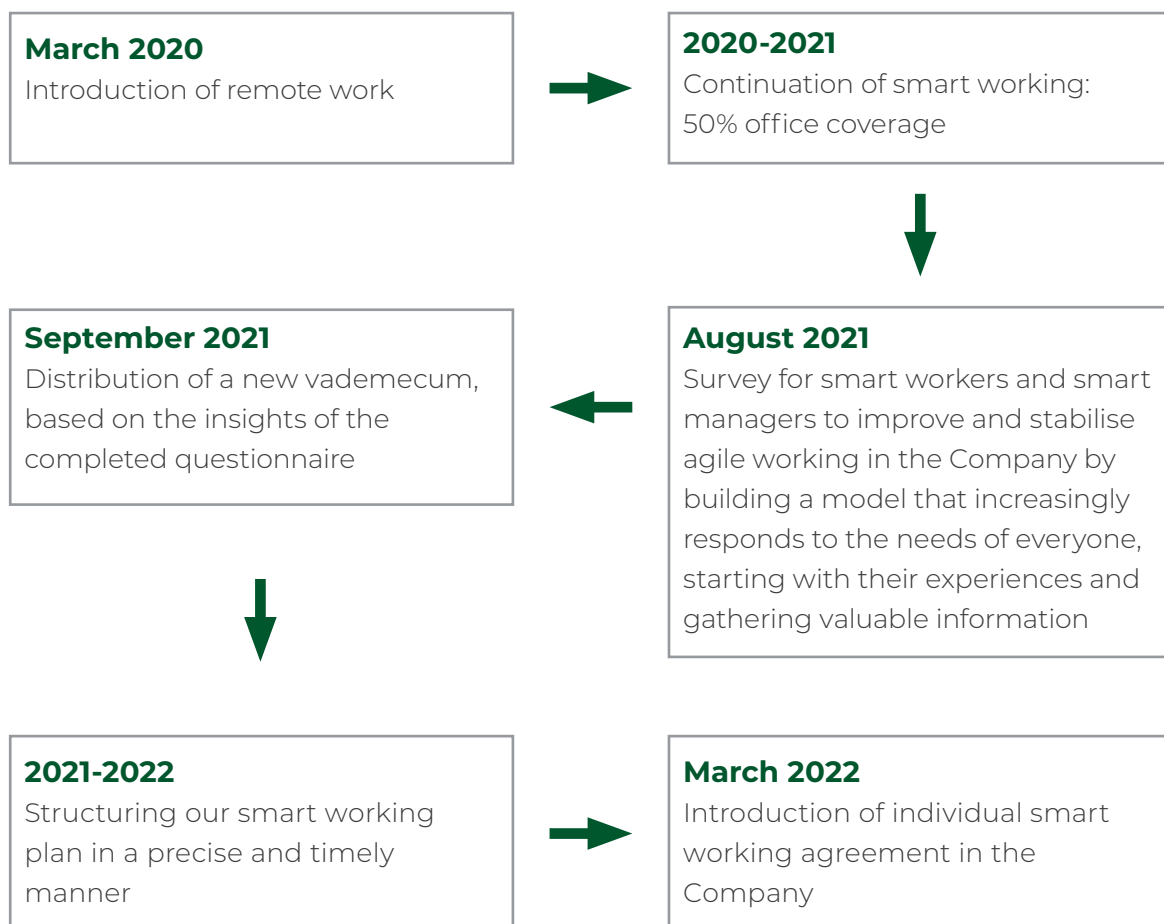 March 2020
Introduction of remote work
2020-2021
Continuation of smart working:
50% office coverage
August 2021
Survey for smart workers and smart
managers to improve and stabilise
agile working in the Company by
building a model that increasingly
responds to the needs of everyone,
starting with their experiences and
gathering valuable information
September 2021
Distribution of a new vademecum,
based on the insights of the
completed questionnaire
2021-2022
Structuring our smart working
plan in a precise and timely
manner
March 2022
Introduction of individual smart
working agreement in the
Company